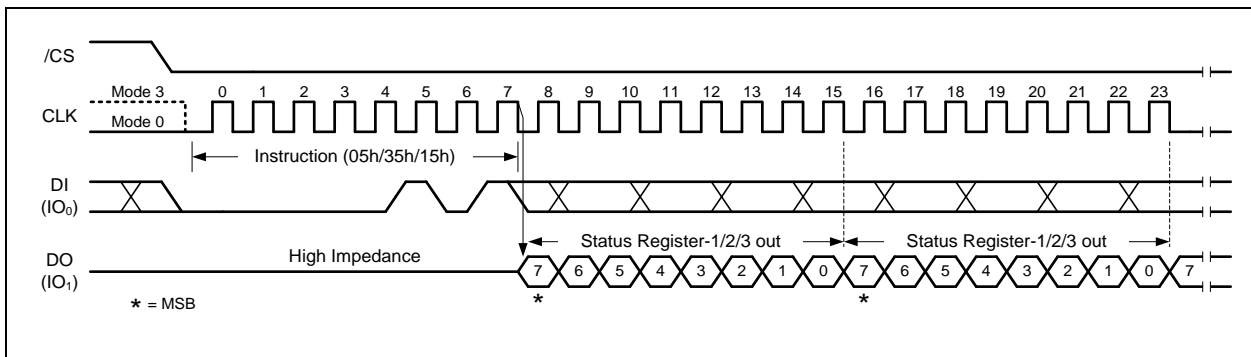 /CS
Mode 3 0 1 2 3 4 5 6 7 8 9 10 11 12 13 14 15 16 17 18 19 20 21 22 23
CLK
Mode 0
Instruction (05h/35h/15h)
DI
(IO₀)
Status Register-1/2/3 out Status Register-1/2/3 out
High Impedance
DO
(IO₁)
7 6 5 4 3 2 1 0 7 6 5 4 3 2 1 0 7
* *
* = MSB